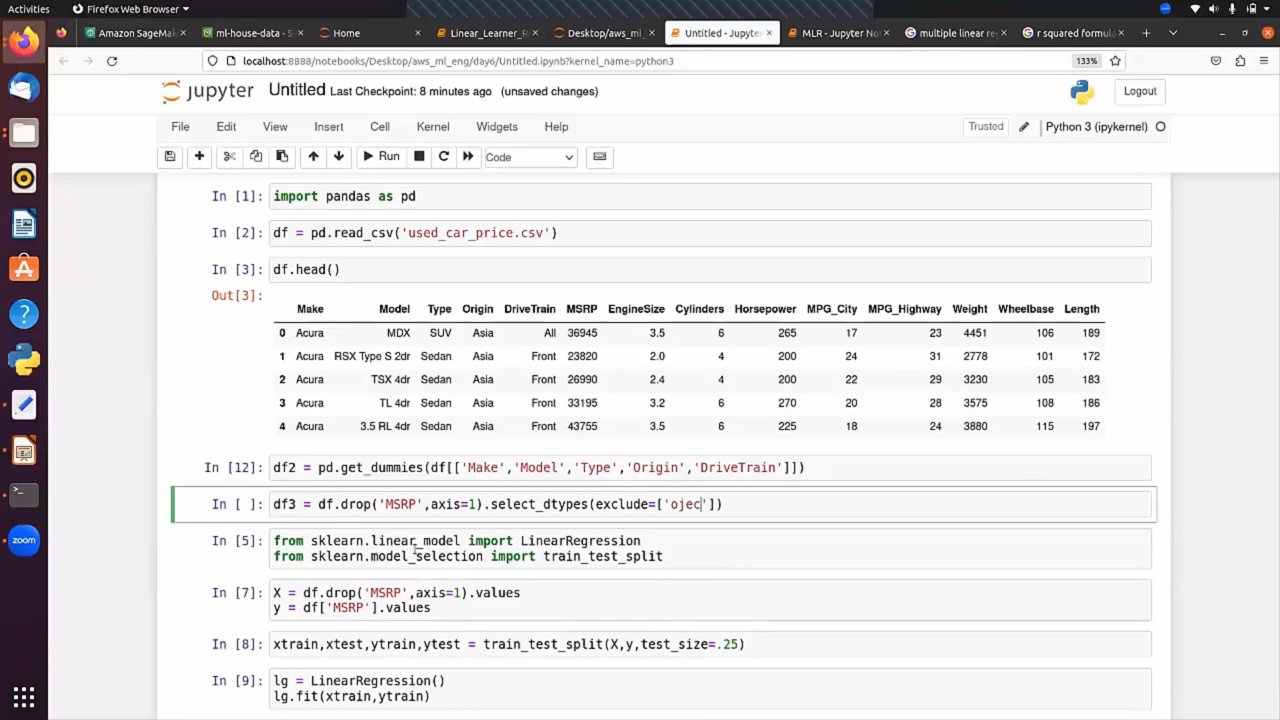 Activities
Firefox Web Browser
Amazon SageMa
ml-house-data - S
Home
Linear_Learner_R
Desktop/aws_ml_
Untitled - Jupyter
MLR - Jupyter Not
multiple linear re
r squared formula
localhost:8888/notebooks/Desktop/aws_ml_eng/day6/Untitled.ipynb?kernel_name=python3
133%
jupyter Untitled Last Checkpoint: 8 minutes ago (unsaved changes)
Logout
File Edit View Insert Cell Kernel Widgets Help
Trusted
Python 3 (ipykernel)
Run
Code
In [1]: import pandas as pd
In [2]: df = pd.read_csv('used_car_price.csv')
In [3]: df.head()
Out[3]:
Make Model Type Origin DriveTrain MSRP EngineSize Cylinders Horsepower MPG_City MPG_Highway Weight Wheelbase Length
0 Acura MDX SUV Asia All 36945 3.5 6 265 17 23 4451 106 189
1 Acura RSX Type S 2dr Sedan Asia Front 23820 2.0 4 200 24 31 2778 101 172
2 Acura TSX 4dr Sedan Asia Front 26990 2.4 4 200 22 29 3230 105 183
3 Acura TL 4dr Sedan Asia Front 33195 3.2 6 270 20 28 3575 108 186
4 Acura 3.5 RL 4dr Sedan Asia Front 43755 3.5 6 225 18 24 3880 115 197
In [12]: df2 = pd.get_dummies(df[['Make','Model','Type','Origin','DriveTrain']])
In [ ]: df3 = df.drop('MSRP',axis=1).select_dtypes(exclude=['ojec'])
In [5]: from sklearn.linear_model import LinearRegression
from sklearn.model_selection import train_test_split
In [7]: X = df.drop('MSRP',axis=1).values
y = df['MSRP'].values
In [8]: xtrain,xtest,ytrain,ytest = train_test_split(X,y,test_size=.25)
In [9]: lg = LinearRegression()
lg.fit(xtrain,ytrain)
zoom